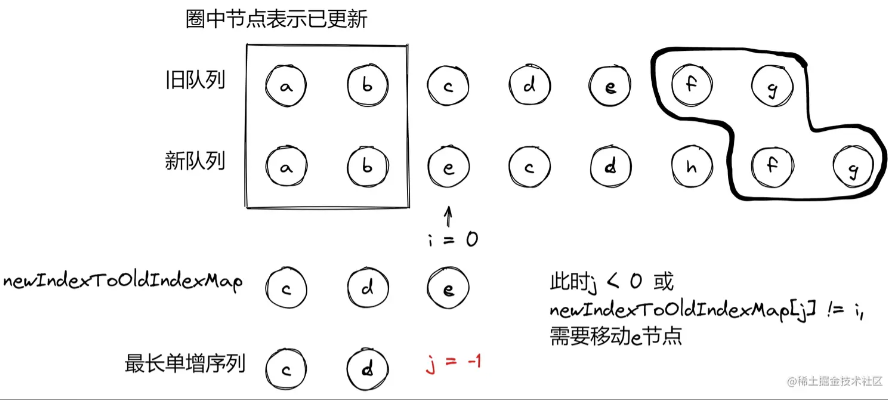 圈中节点表示已更新
旧队列 a b c d e f g
新队列 a b e c d h f g
i = 0
newIndexToOldIndexMap c d e
此时j < 0 或
newIndexToOldIndexMap[j] != i,
需要移动e节点
最长单增序列 c d j = -1
@稀土掘金技术社区